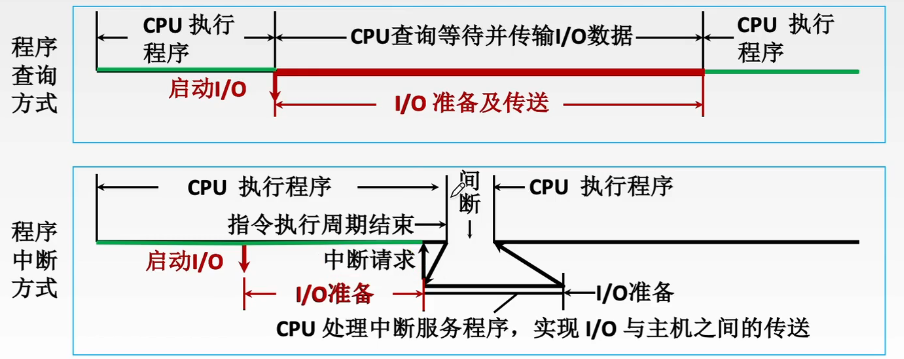 程序
查询
方式
CPU 执行
程序
CPU查询等待并传输I/O数据
CPU 执行
程序
启动I/O
I/O 准备及传送
程序
中断
方式
CPU 执行程序
间
断
CPU 执行程序
指令执行周期结束
启动I/O
中断请求
I/O准备
I/O准备
CPU 处理中断服务程序，实现 I/O 与主机之间的传送